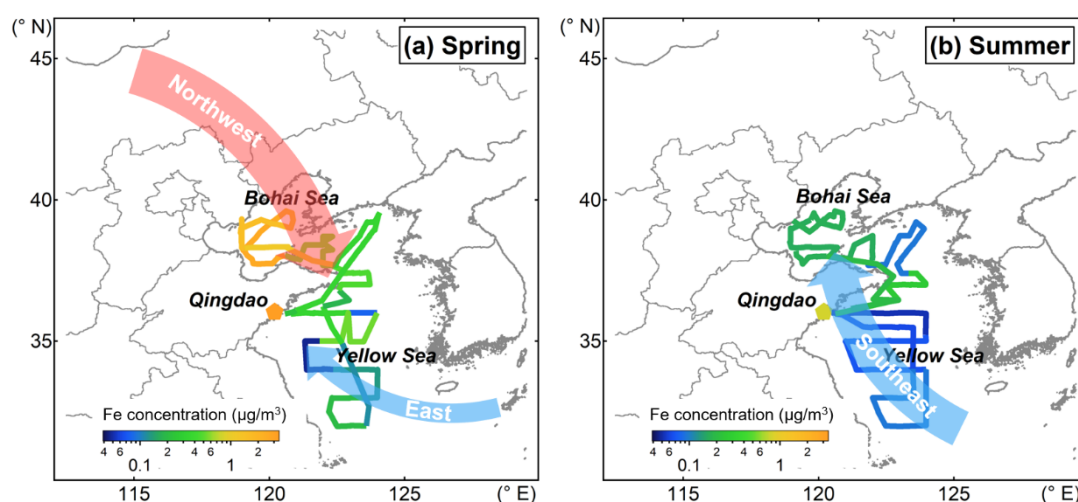 (° N)
(a) Spring
45
Northwest
40
Bohai Sea
Qingdao
35
Yellow Sea
East
Fe concentration (µg/m³)
4 6 2 4 6 2
0.1 1
115 120 125 (° E)
(° N)
(b) Summer
45
40
Bohai Sea
Qingdao
35
Yellow Sea
Southeast
Fe concentration (µg/m³)
4 6 2 4 6 2
0.1 1
115 120 125 (° E)